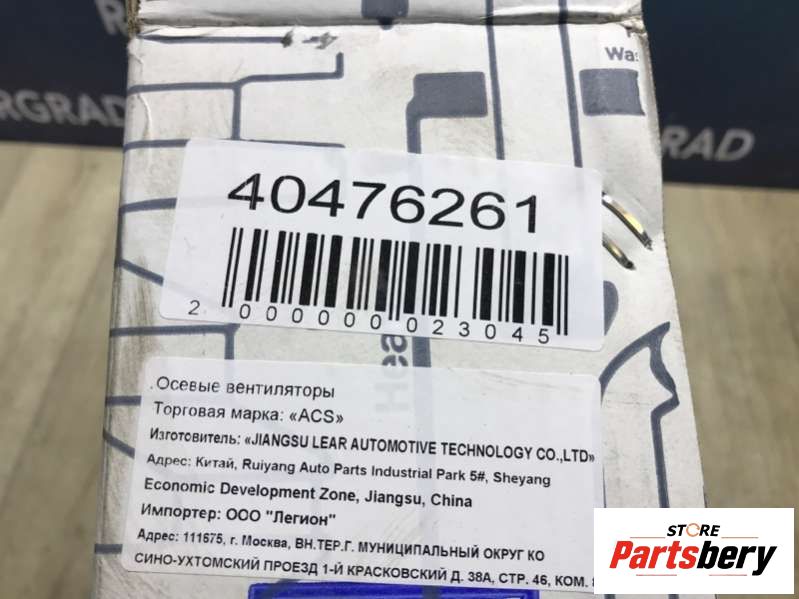 Was
RGRAD
RGRAD
40476261
2 000000 023045
Hea
.Осевые вентиляторы
Торговая марка: «ACS»
Изготовитель: «JIANGSU LEAR AUTOMOTIVE TECHNOLOGY CO.,LTD»
Адрес: Китай, Ruiyang Auto Parts Industrial Park 5#, Sheyang
Economic Development Zone, Jiangsu, China
Импортер: ООО "Легион"
Адрес: 111675, г. Москва, ВН.ТЕР.Г. МУНИЦИПАЛЬНЫЙ ОКРУГ КО
СИНО-УХТОМСКИЙ ПРОЕЗД 1-Й КРАСКОВСКИЙ Д. 38А, СТР. 46, КОМ.
STORE
Partsbery